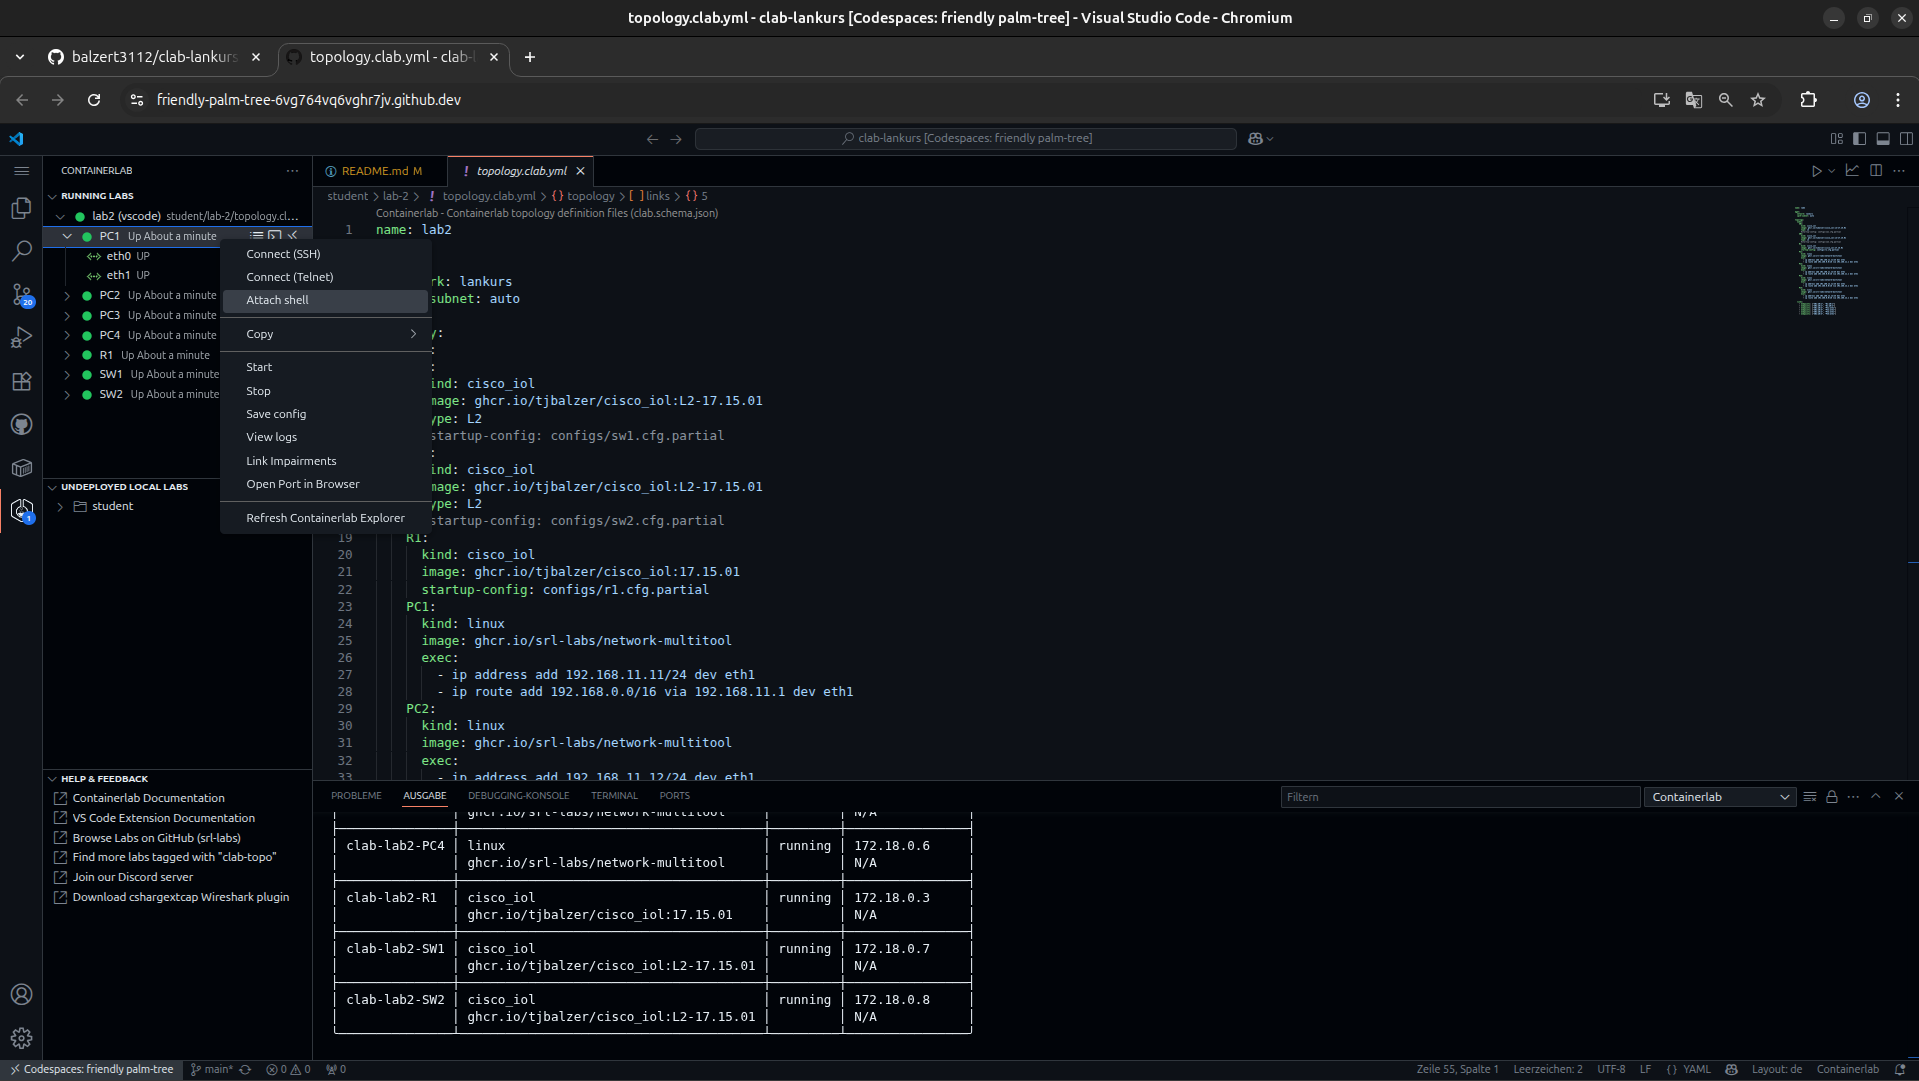 topology.clab.yml - clab-lankurs [Codespaces: friendly palm-tree] - Visual Studio Code - Chromium
balzert3112/clab-lankurs
topology.clab.yml - clab-l
friendly-palm-tree-6vg764vq6vghr7jv.github.dev
clab-lankurs [Codespaces: friendly palm-tree]
CONTAINERLAB
RUNNING LABS
lab2 (vscode) student/lab-2/topology.cl...
PC1 Up About a minute
eth0 UP
eth1 UP
PC2 Up About a minute
PC3 Up About a minute
PC4 Up About a minute
R1 Up About a minute
SW1 Up About a minute
SW2 Up About a minute
20
1
Connect (SSH)
Connect (Telnet)
Attach shell
Copy
Start
Stop
Save config
View logs
Link Impairments
Open Port in Browser
Refresh Containerlab Explorer
UNDEPLOYED LOCAL LABS
student
HELP & FEEDBACK
Containerlab Documentation
VS Code Extension Documentation
Browse Labs on GitHub (srl-labs)
Find more labs tagged with "clab-topo"
Join our Discord server
Download cshargextcap Wireshark plugin
README.md M
! topology.clab.yml
student > lab-2 > ! topology.clab.yml > {} topology > [ ] links > {} 5
Containerlab - Containerlab topology definition files (clab.schema.json)
1 name: lab2
rk: lankurs
subnet: auto
y:
:
:
ind: cisco_iol
mage: ghcr.io/tjbalzer/cisco_iol:L2-17.15.01
ype: L2
startup-config: configs/sw1.cfg.partial
:
ind: cisco_iol
mage: ghcr.io/tjbalzer/cisco_iol:L2-17.15.01
ype: L2
startup-config: configs/sw2.cfg.partial
19 R1:
20 kind: cisco_iol
21 image: ghcr.io/tjbalzer/cisco_iol:17.15.01
22 startup-config: configs/r1.cfg.partial
23 PC1:
24 kind: linux
25 image: ghcr.io/srl-labs/network-multitool
26 exec:
27 - ip address add 192.168.11.11/24 dev eth1
28 - ip route add 192.168.0.0/16 via 192.168.11.1 dev eth1
29 PC2:
30 kind: linux
31 image: ghcr.io/srl-labs/network-multitool
32 exec:
33 - ip address add 192.168.11.12/24 dev eth1
PROBLEME AUSGABE DEBUGGING-KONSOLE TERMINAL PORTS
Filtern
Containerlab
ghcr.io/srl-labs/network-multitool N/A
clab-lab2-PC4 linux running 172.18.0.6
ghcr.io/srl-labs/network-multitool N/A
clab-lab2-R1 cisco_iol running 172.18.0.3
ghcr.io/tjbalzer/cisco_iol:17.15.01 N/A
clab-lab2-SW1 cisco_iol running 172.18.0.7
ghcr.io/tjbalzer/cisco_iol:L2-17.15.01 N/A
clab-lab2-SW2 cisco_iol running 172.18.0.8
ghcr.io/tjbalzer/cisco_iol:L2-17.15.01 N/A
Codespaces: friendly palm-tree main* 0 0 0
Zeile 55, Spalte 1 Leerzeichen: 2 UTF-8 LF {} YAML Layout: de Containerlab